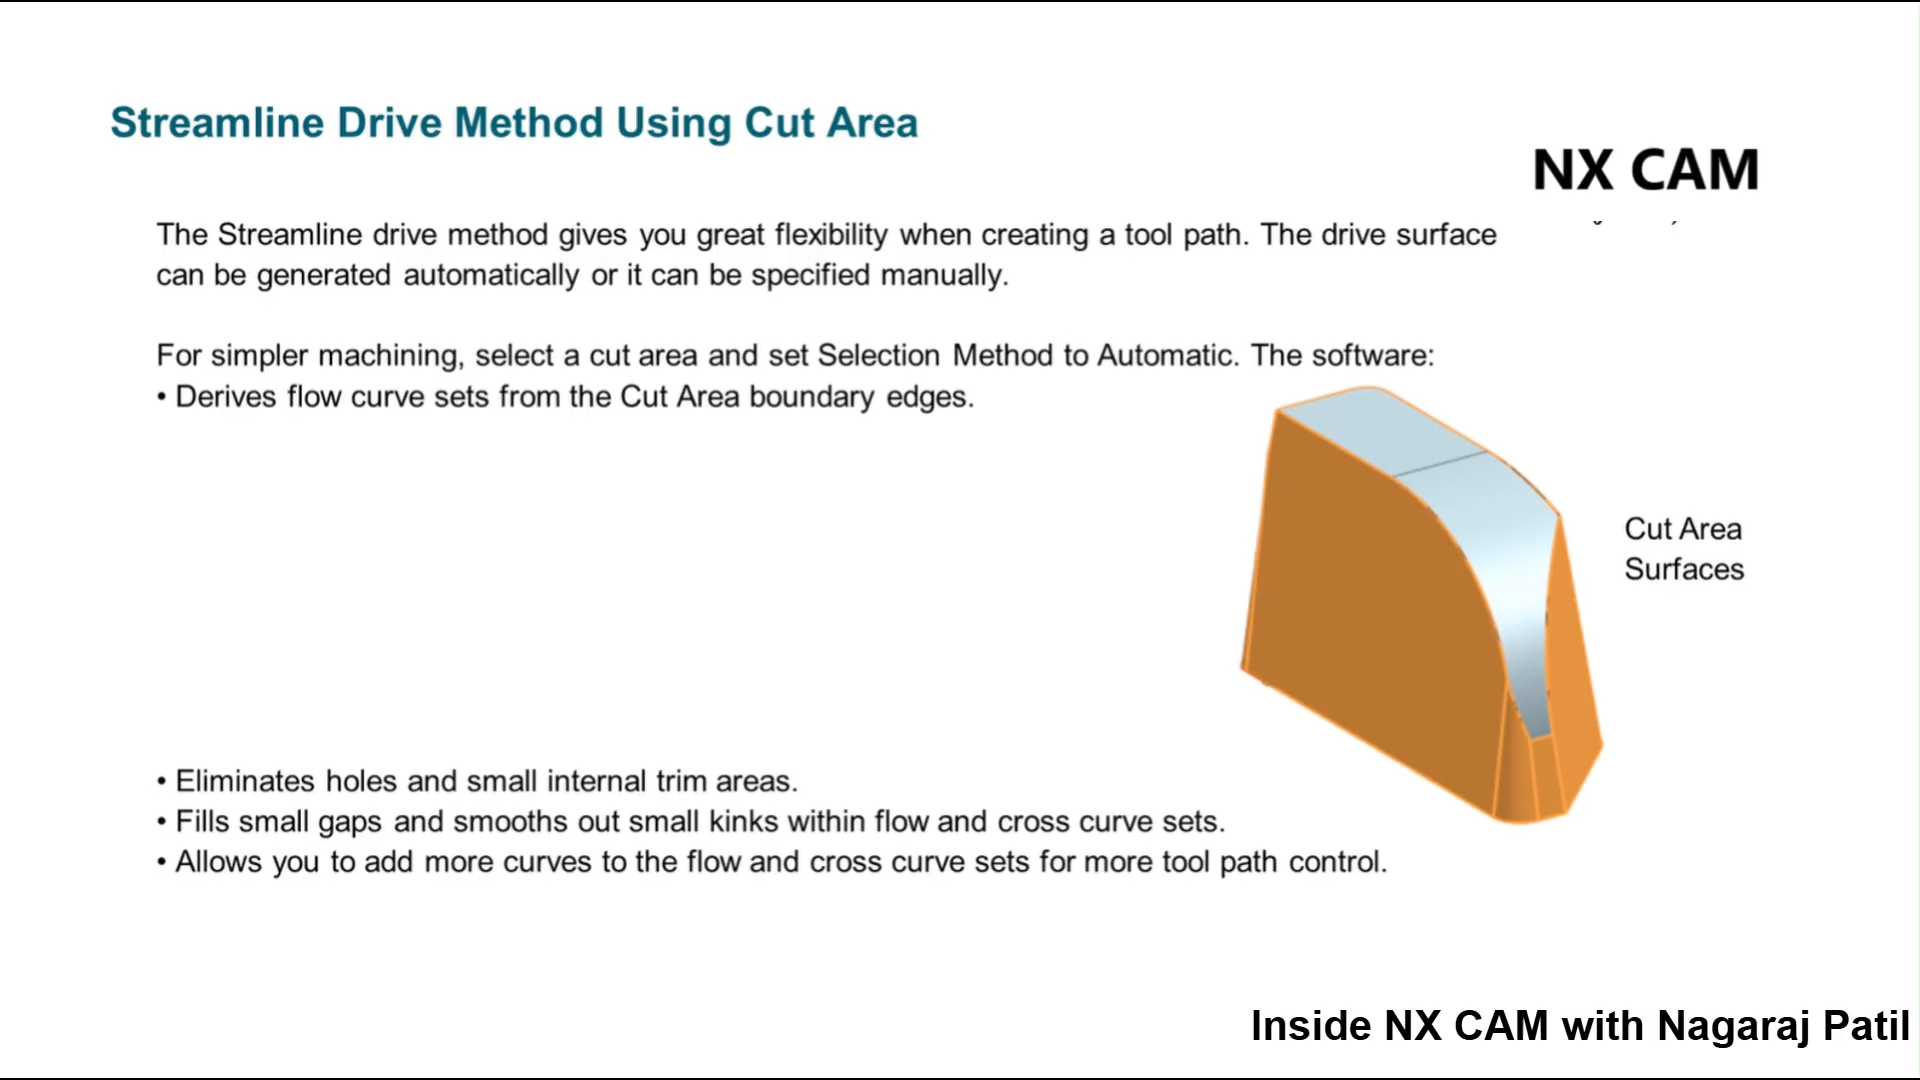 Streamline Drive Method Using Cut Area
NX CAM
The Streamline drive method gives you great flexibility when creating a tool path. The drive surface
can be generated automatically or it can be specified manually.
For simpler machining, select a cut area and set Selection Method to Automatic. The software:
• Derives flow curve sets from the Cut Area boundary edges.
Cut Area
Surfaces
• Eliminates holes and small internal trim areas.
• Fills small gaps and smooths out small kinks within flow and cross curve sets.
• Allows you to add more curves to the flow and cross curve sets for more tool path control.
Inside NX CAM with Nagaraj Patil